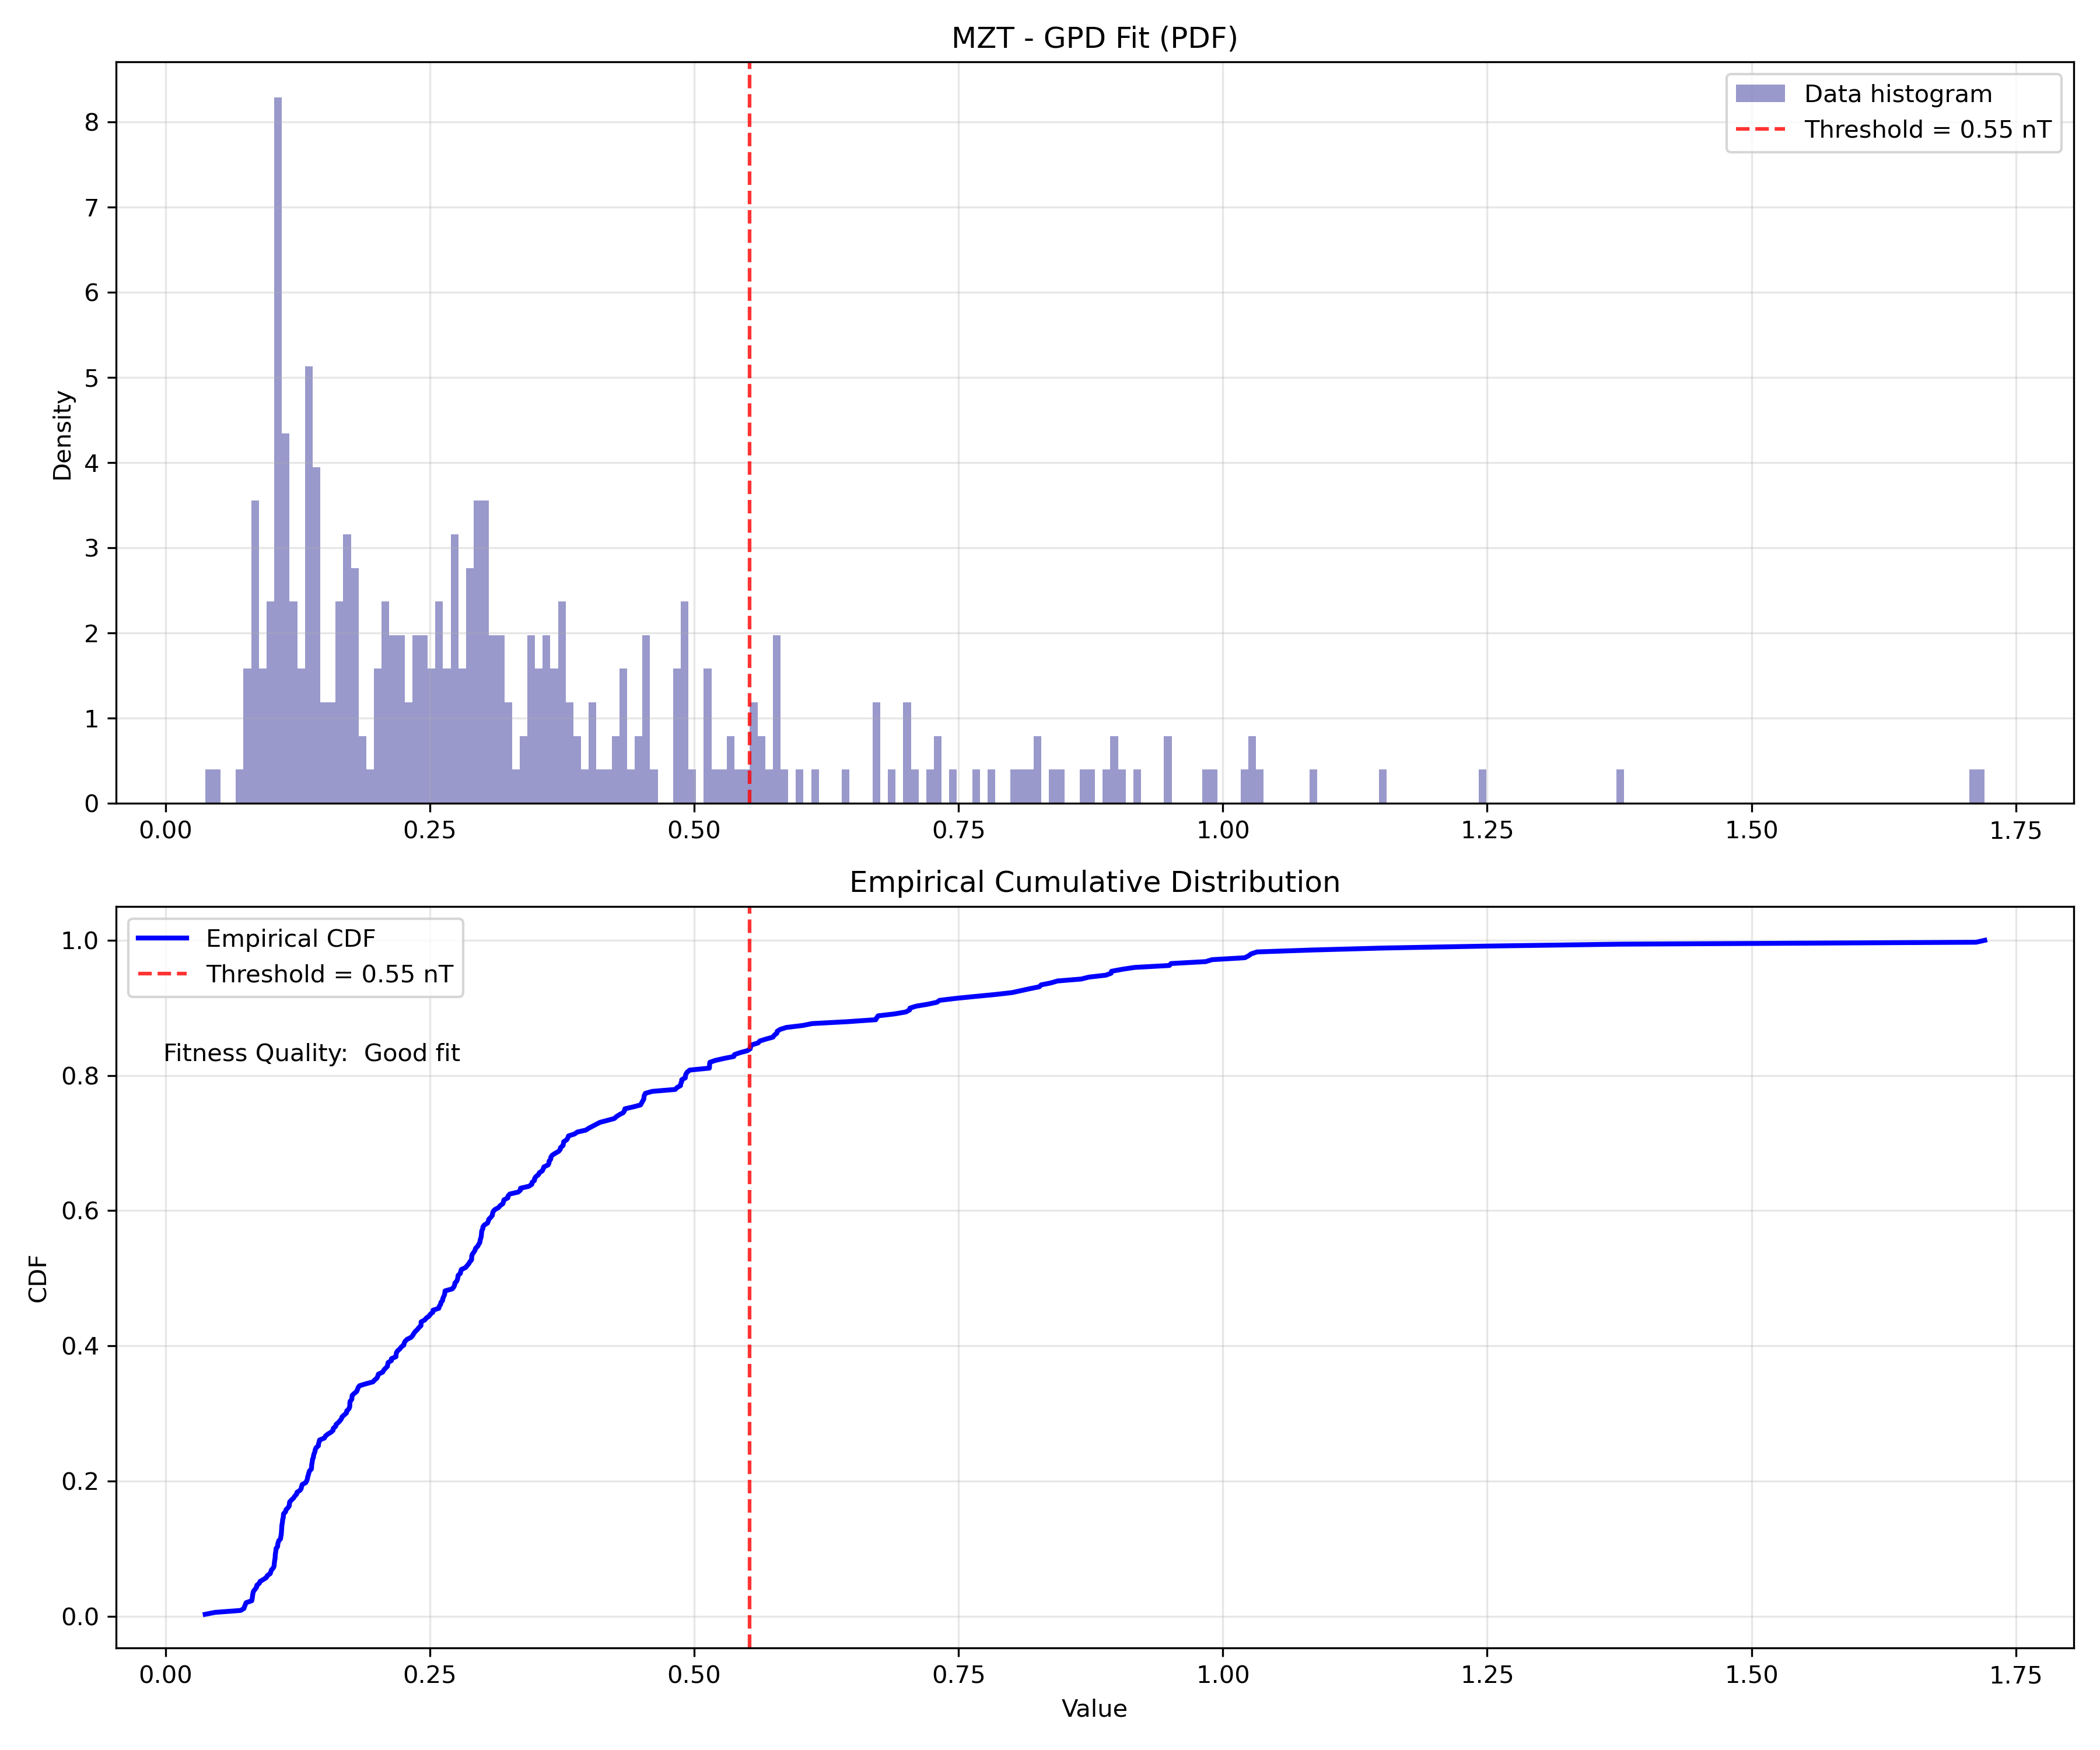 MZT - GPD Fit (PDF)
Data histogram
Threshold = 0.55 nT
Density
8
7
6
5
4
3
2
1
0
0.00 0.25 0.50 0.75 1.00 1.25 1.50 1.75
Empirical Cumulative Distribution
Empirical CDF
Threshold = 0.55 nT
Fitness Quality:  Good fit
CDF
1.0
0.8
0.6
0.4
0.2
0.0
0.00 0.25 0.50 0.75 1.00 1.25 1.50 1.75
Value